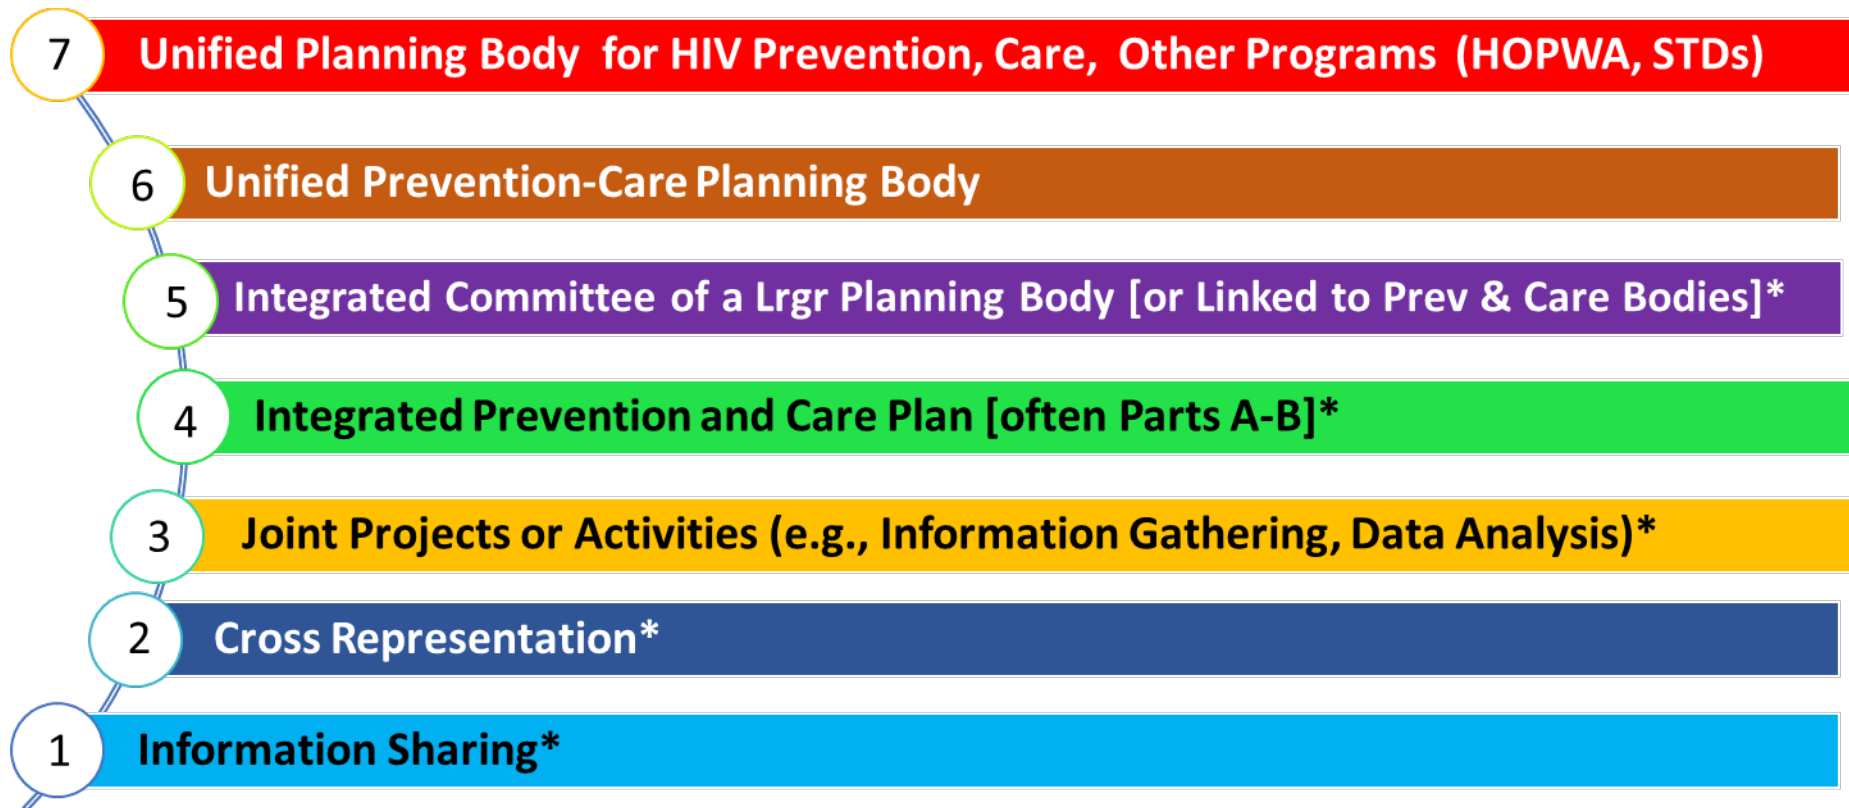 7 Unified Planning Body for HIV Prevention, Care, Other Programs (HOPWA, STDs)
6 Unified Prevention-Care Planning Body
5 Integrated Committee of a Lrgr Planning Body [or Linked to Prev & Care Bodies]*
4 Integrated Prevention and Care Plan [often Parts A-B]*
3 Joint Projects or Activities (e.g., Information Gathering, Data Analysis)*
2 Cross Representation*
1 Information Sharing*